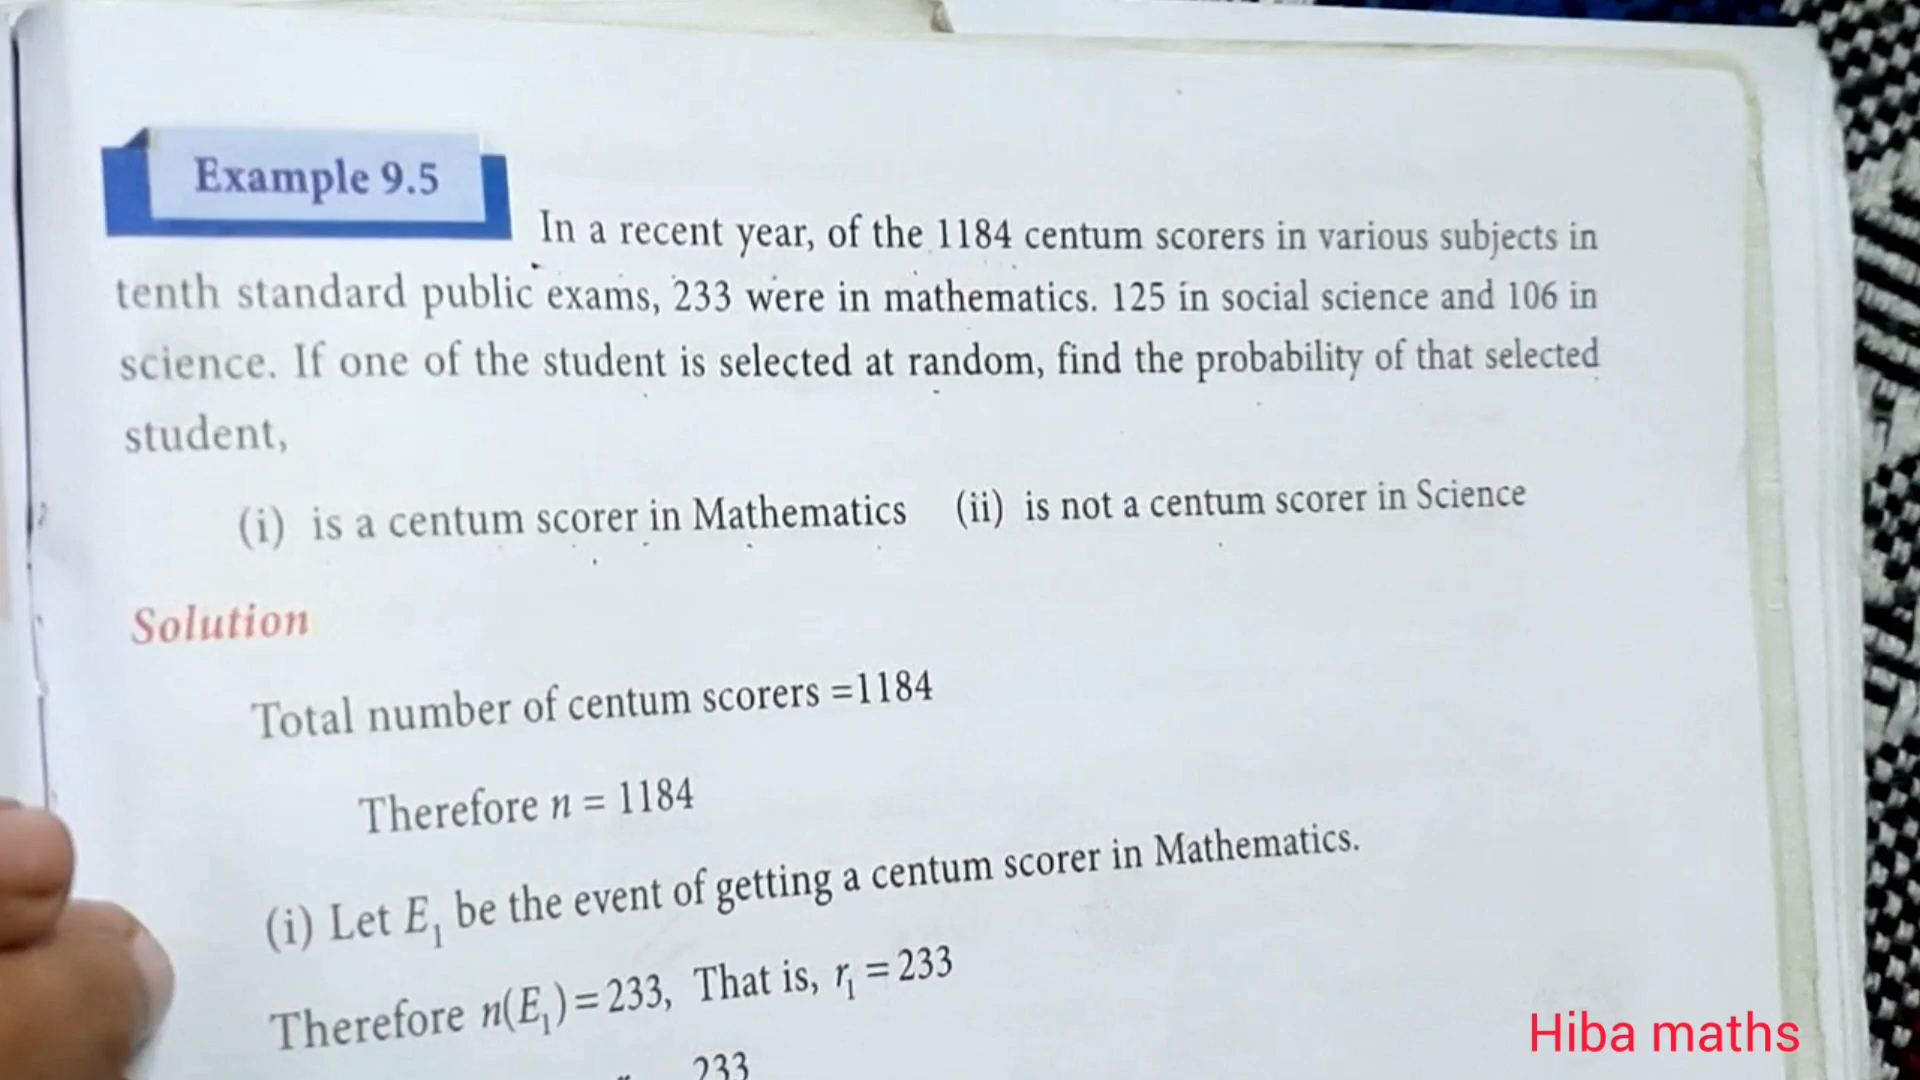 Example 9.5
In a recent year, of the 1184 centum scorers in various subjects in
tenth standard public exams, 233 were in mathematics. 125 in social science and 106 in
science. If one of the student is selected at random, find the probability of that selected
student,
(i) is a centum scorer in Mathematics (ii) is not a centum scorer in Science
Solution
Total number of centum scorers =1184
Therefore n = 1184
(i) Let E₁ be the event of getting a centum scorer in Mathematics.
Therefore n(E₁)=233, That is, r₁ =233
233
Hiba maths